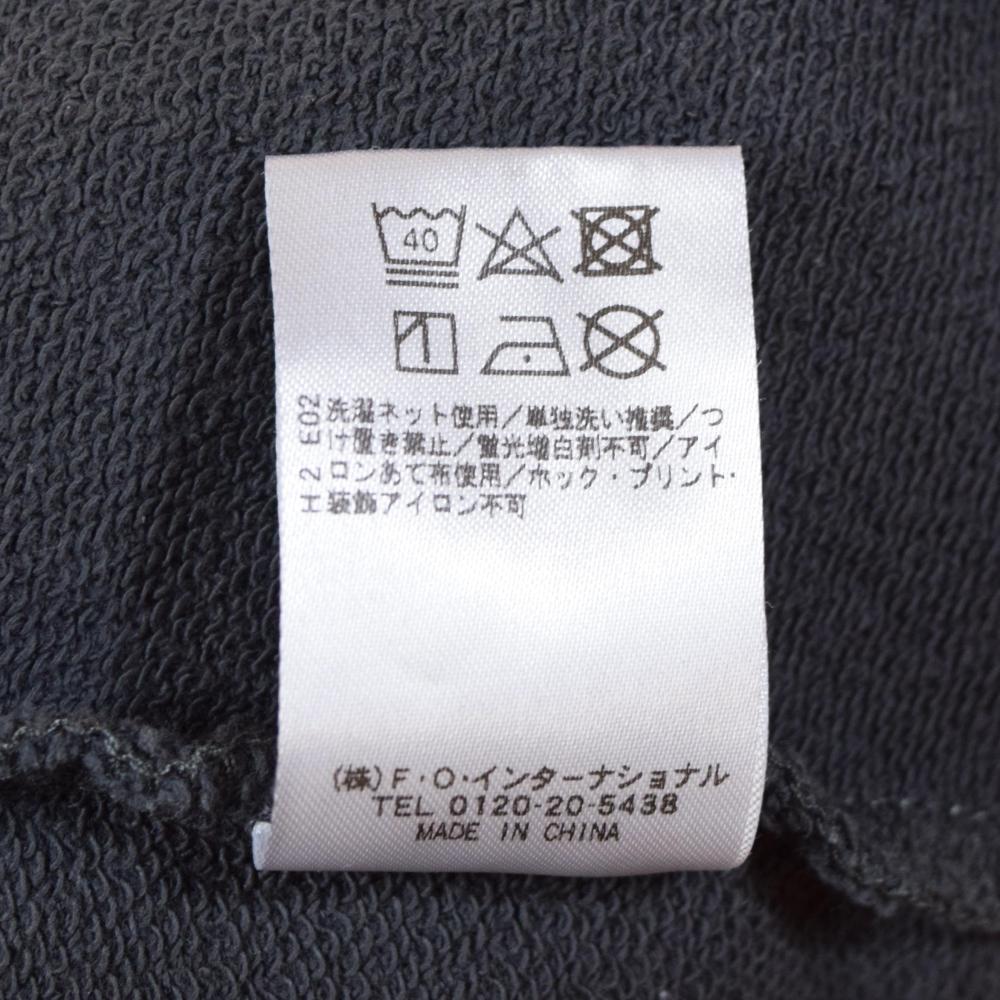 40
洗濯ネット使用／単独洗い推奨／つ
け置き禁止／蛍光増白剤不可／アイ
ロンあて布使用／ホック・プリント・
装飾アイロン不可
H 2 E02
(株)F・O・インターナショナル
TEL 0120-20-5438
MADE IN CHINA